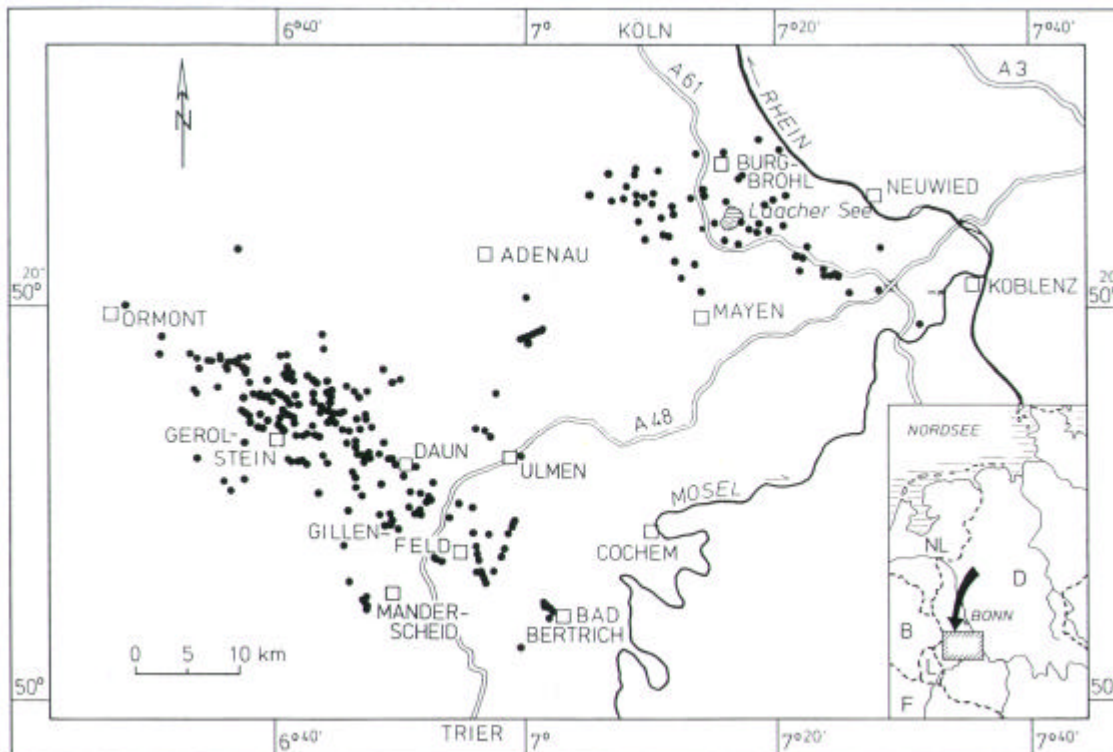 6°40' 7° KÖLN 7°20' 7°40'
A 61
A 3
N
RHEIN
BURG-
BROHL
NEUWIED
Laacher See
ADENAU
20'
50°
20'
50°
KOBLENZ
ORMONT
MAYEN
GEROL-
STEIN
DAUN
A 48
ULMEN
NORDSEE
MOSEL
GILLEN-
FELD
COCHEM
NL
D
BONN
MANDER-
SCHEID
BAD
BERTRICH
B
L
F
0 5 10 km
50°
50°
6°40' TRIER 7° 7°20' 7°40'